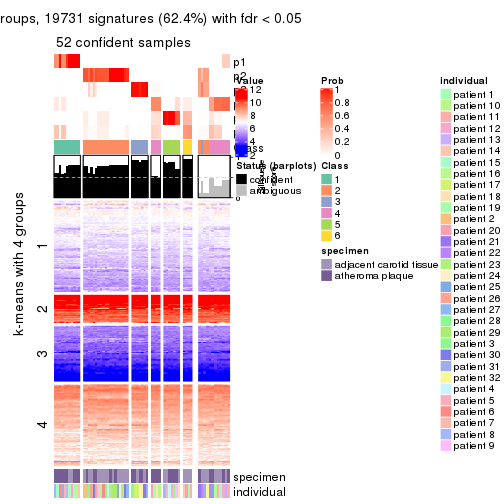 roups, 19731 signatures (62.4%) with fdr < 0.05
52 confident samples
p1
p2
Value
12
10
8
6
4
2
Prob
1
0.8
0.6
0.4
0.2
0
Status (barplots)
confident
ambiguous
Class
1
2
3
4
5
6
specimen
adjacent carotid tissue
atheroma plaque
individual
patient 1
patient 10
patient 11
patient 12
patient 13
patient 14
patient 15
patient 16
patient 17
patient 18
patient 19
patient 2
patient 20
patient 21
patient 22
patient 23
patient 24
patient 25
patient 26
patient 27
patient 28
patient 29
patient 3
patient 30
patient 31
patient 32
patient 4
patient 5
patient 6
patient 7
patient 8
patient 9
k-means with 4 groups
1
2
3
4
specimen
individual